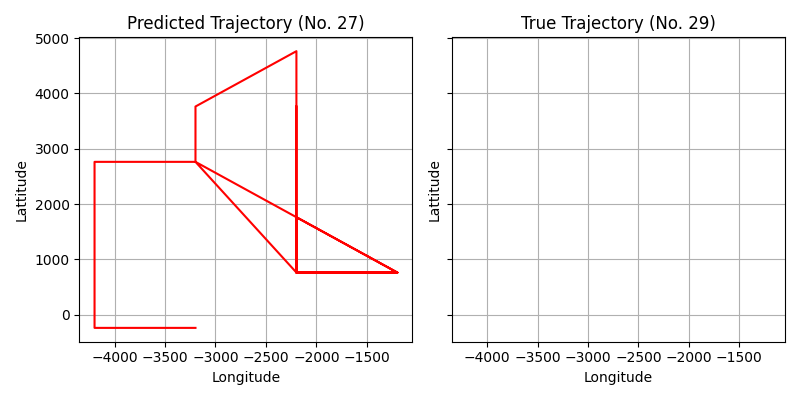 Predicted Trajectory (No. 27)
True Trajectory (No. 29)
5000
4000
3000
2000
1000
0
Lattitude
Lattitude
−4000 −3500 −3000 −2500 −2000 −1500
−4000 −3500 −3000 −2500 −2000 −1500
Longitude
Longitude